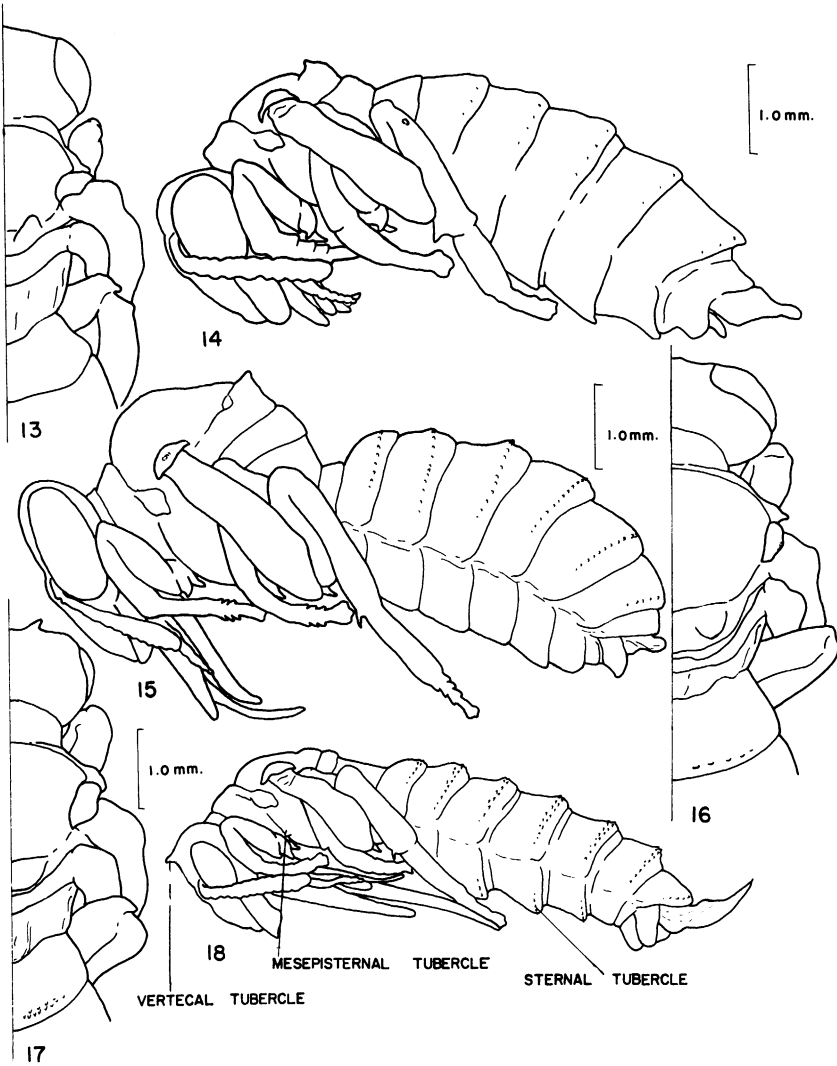 1.0 mm.
14
13
1.0 mm.
15
16
1.0 mm.
18
MESEPISTERNAL TUBERCLE
STERNAL TUBERCLE
VERTECAL TUBERCLE
17